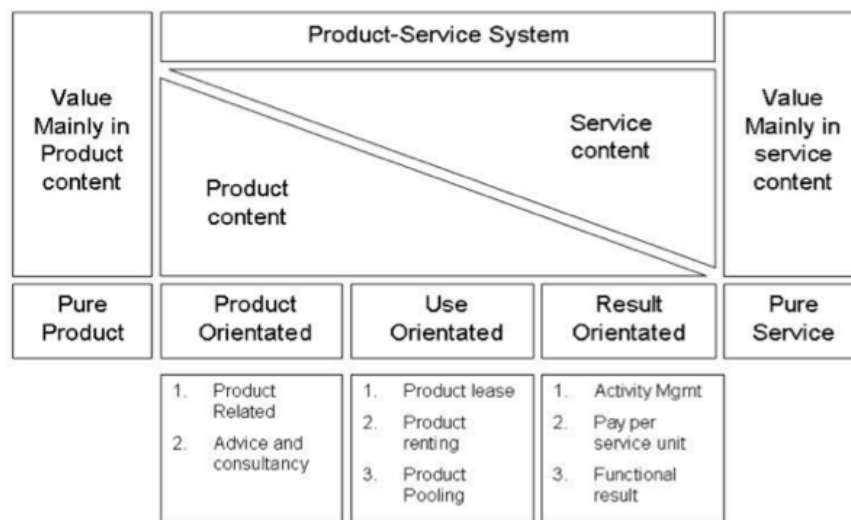 Product-Service System
Value
Mainly in
Product
content
Product
content
Service
content
Value
Mainly in
service
content
Pure
Product
Product
Orientated
Use
Orientated
Result
Orientated
Pure
Service
1. Product
Related
2. Advice and
consultancy
1. Product lease
2. Product
renting
3. Product
Pooling
1. Activity Mgmt
2. Pay per
service unit
3. Functional
result